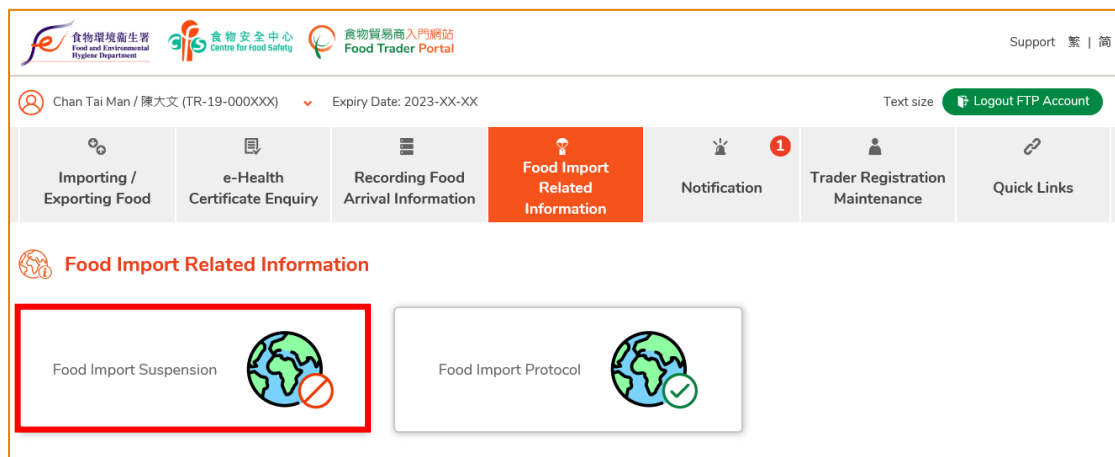 食物環境衞生署
Food and Environmental
Hygiene Department
食物安全中心
Centre for Food Safety
食物貿易商入門網站
Food Trader Portal
Support 繁 | 简
Chan Tai Man / 陳大文 (TR-19-000XXX) Expiry Date: 2023-XX-XX
Text size Logout FTP Account
Importing /
Exporting Food
e-Health
Certificate Enquiry
Recording Food
Arrival Information
Food Import
Related
Information
1
Notification
Trader Registration
Maintenance
Quick Links
Food Import Related Information
Food Import Suspension
Food Import Protocol